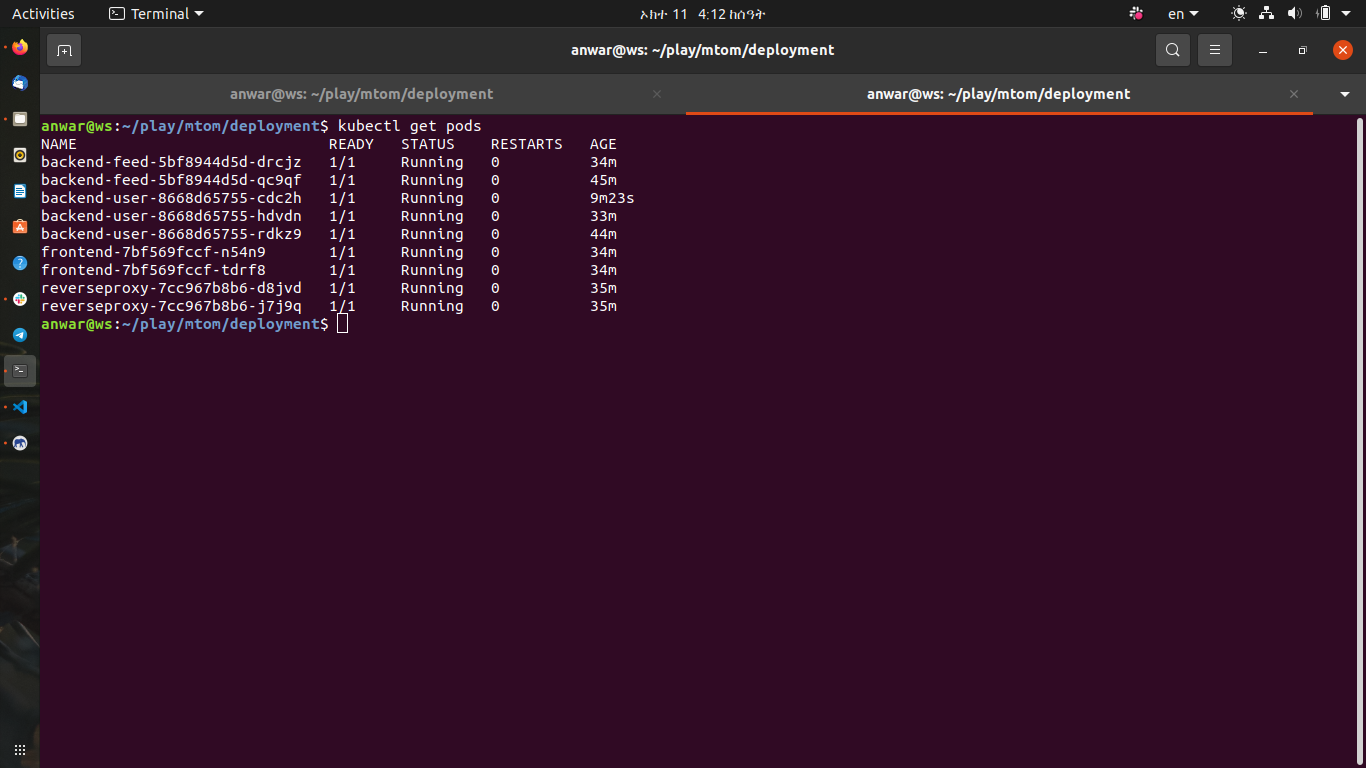 Activities Terminal ኦክተ 11 4:12 ከሰዓት en
anwar@ws: ~/play/mtom/deployment
anwar@ws: ~/play/mtom/deployment anwar@ws: ~/play/mtom/deployment
anwar@ws:~/play/mtom/deployment$ kubectl get pods
NAME READY STATUS RESTARTS AGE
backend-feed-5bf8944d5d-drcjz 1/1 Running 0 34m
backend-feed-5bf8944d5d-qc9qf 1/1 Running 0 45m
backend-user-8668d65755-cdc2h 1/1 Running 0 9m23s
backend-user-8668d65755-hdvdn 1/1 Running 0 33m
backend-user-8668d65755-rdkz9 1/1 Running 0 44m
frontend-7bf569fccf-n54n9 1/1 Running 0 34m
frontend-7bf569fccf-tdrf8 1/1 Running 0 34m
reverseproxy-7cc967b8b6-d8jvd 1/1 Running 0 35m
reverseproxy-7cc967b8b6-j7j9q 1/1 Running 0 35m
anwar@ws:~/play/mtom/deployment$